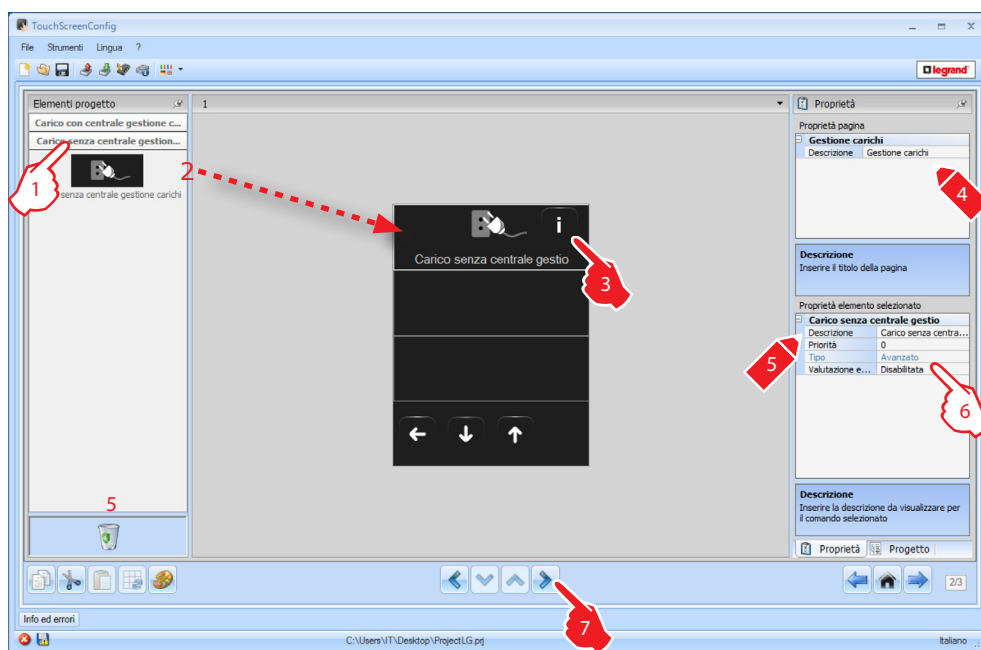 TouchScreenConfig
File Strumenti Lingua ?
legrand
Elementi progetto
1
Proprietà
Carico con centrale gestione c...
Carico senza centrale gestion...
senza centrale gestione carichi
1
2
Carico senza centrale gestio
i
3
Proprietà pagina
Gestione carichi
Descrizione Gestione carichi
4
Descrizione
Inserire il titolo della pagina
Proprietà elemento selezionato
Carico senza centrale gestio
Descrizione Carico senza centra...
Priorità 0
Tipo Avanzato
Valutazione e... Disabilitata
5
6
5
Descrizione
Inserire la descrizione da visualizzare per
il comando selezionato
Proprietà Progetto
2/3
7
Info ed errori
C:\Users\IT\Desktop\ProjectLG.prj
Italiano